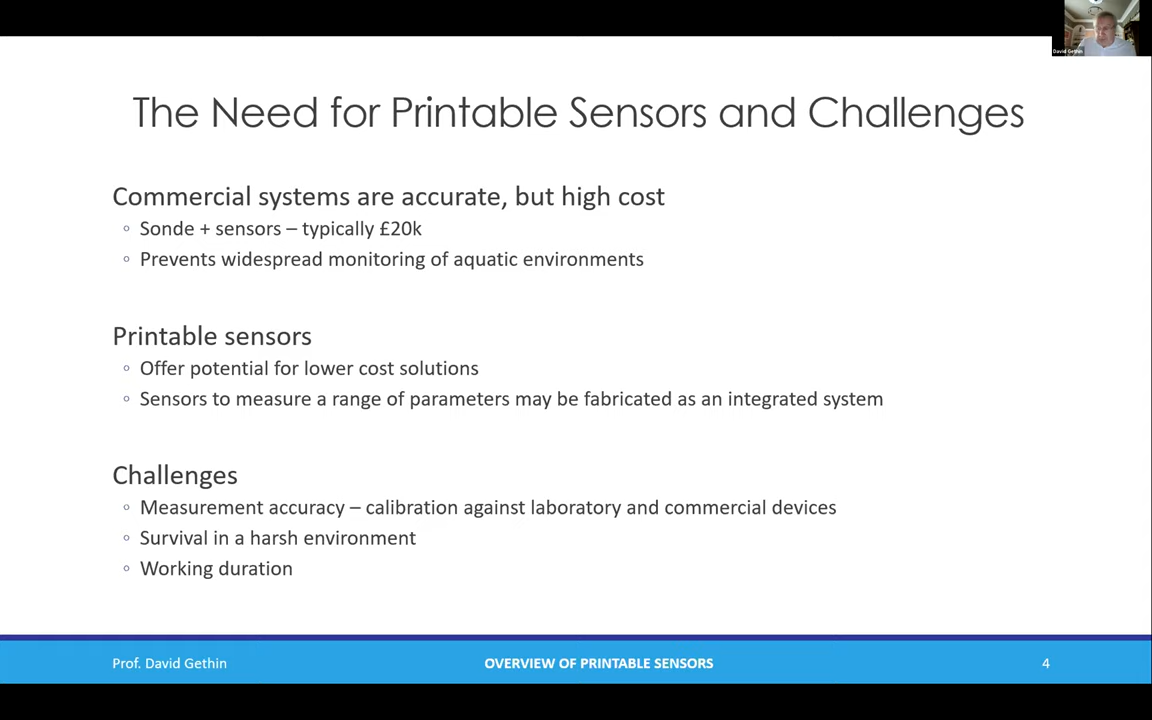 David Gethin
The Need for Printable Sensors and Challenges
Commercial systems are accurate, but high cost
◦ Sonde + sensors – typically £20k
◦ Prevents widespread monitoring of aquatic environments
Printable sensors
◦ Offer potential for lower cost solutions
◦ Sensors to measure a range of parameters may be fabricated as an integrated system
Challenges
◦ Measurement accuracy – calibration against laboratory and commercial devices
◦ Survival in a harsh environment
◦ Working duration
Prof. David Gethin OVERVIEW OF PRINTABLE SENSORS 4